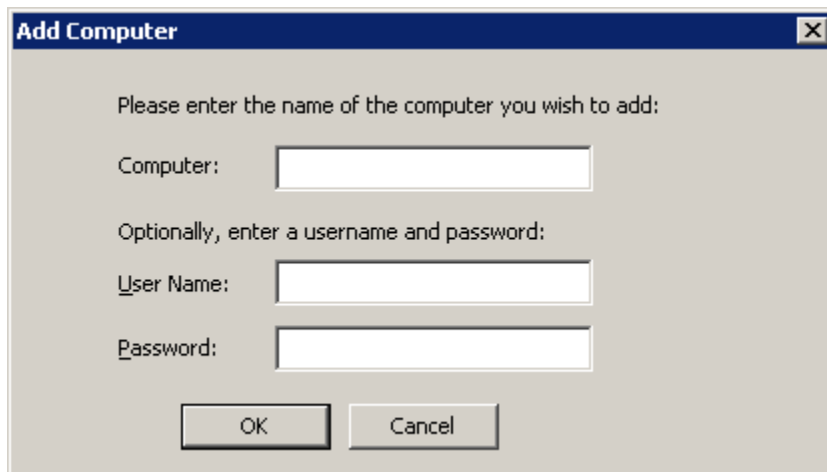 Add Computer
Please enter the name of the computer you wish to add:
Computer:
Optionally, enter a username and password:
User Name:
Password:
OK Cancel